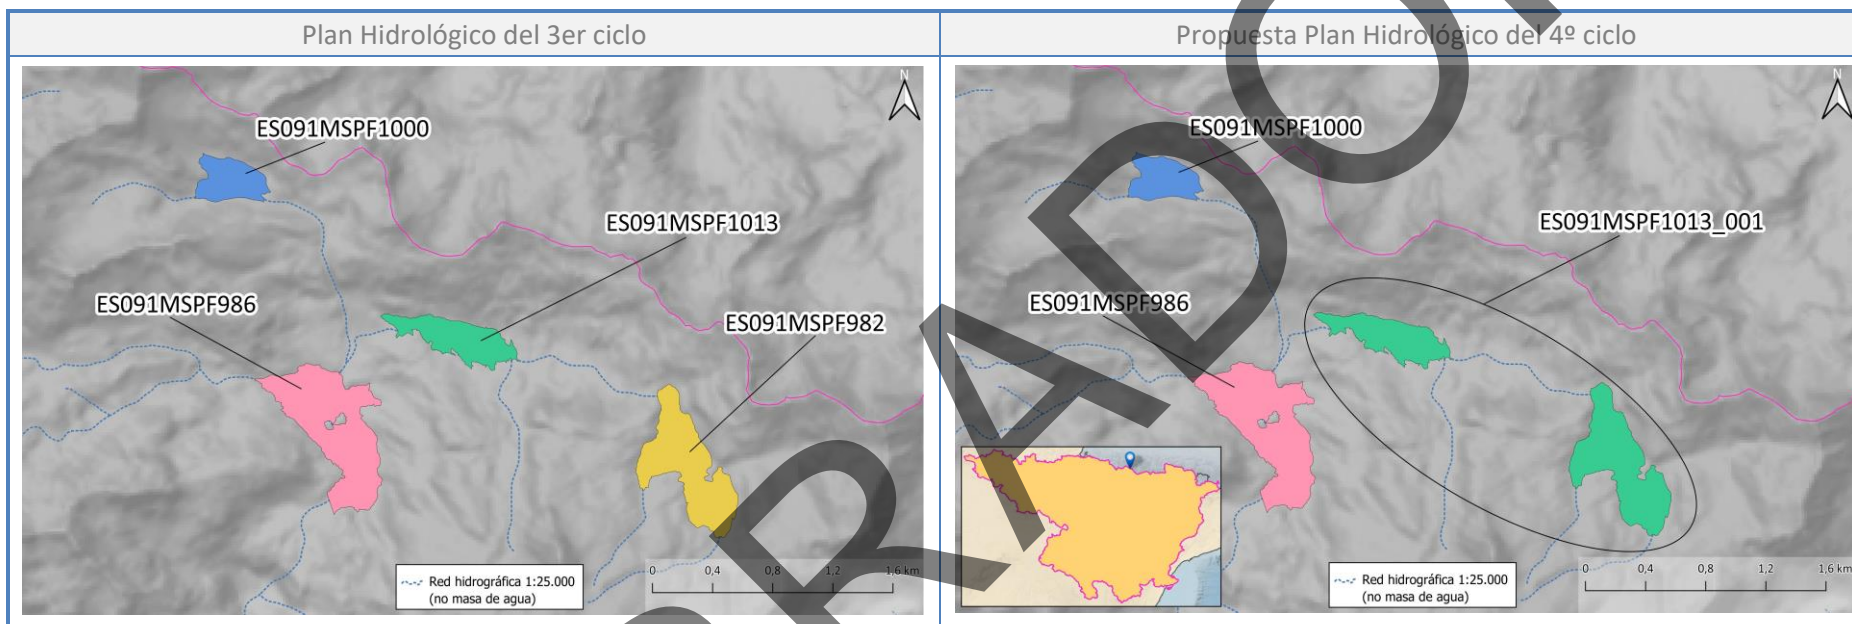 Plan Hidrológico del 3er ciclo
Propuesta Plan Hidrológico del 4º ciclo
N
ES091MSPF1000
ES091MSPF1013
ES091MSPF986
ES091MSPF982
Red hidrográfica 1:25.000
(no masa de agua)
0 0,4 0,8 1,2 1,6 km
N
ES091MSPF1000
ES091MSPF1013_001
ES091MSPF986
Red hidrográfica 1:25.000
(no masa de agua)
0 0,4 0,8 1,2 1,6 km
RADO